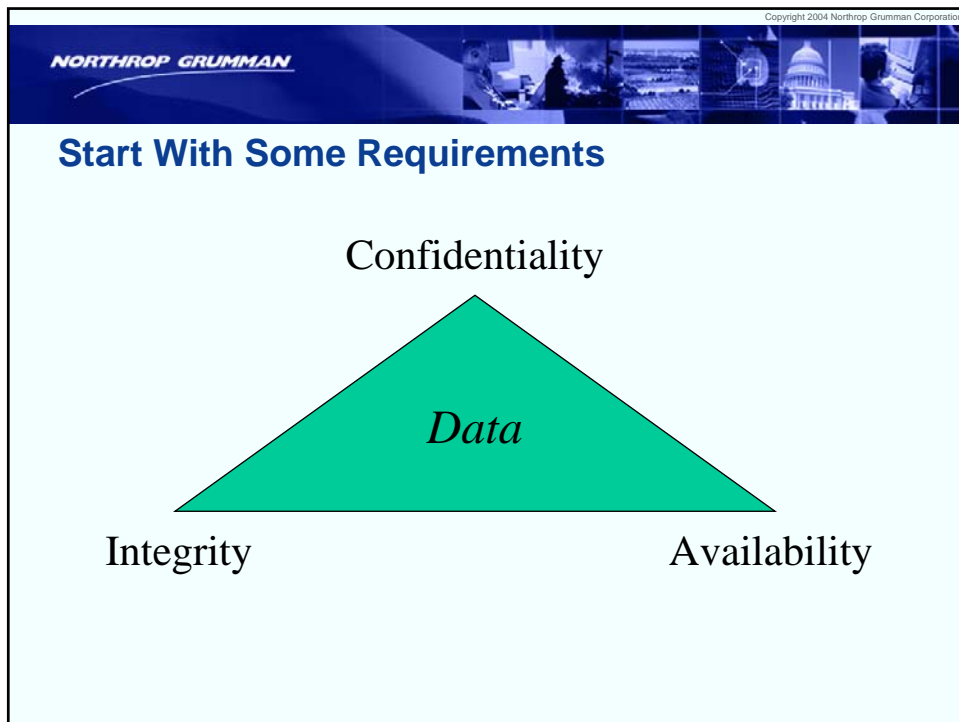 Copyright 2004 Northrop Grumman Corporation
NORTHROP GRUMMAN
Start With Some Requirements
Confidentiality
Data
Integrity
Availability